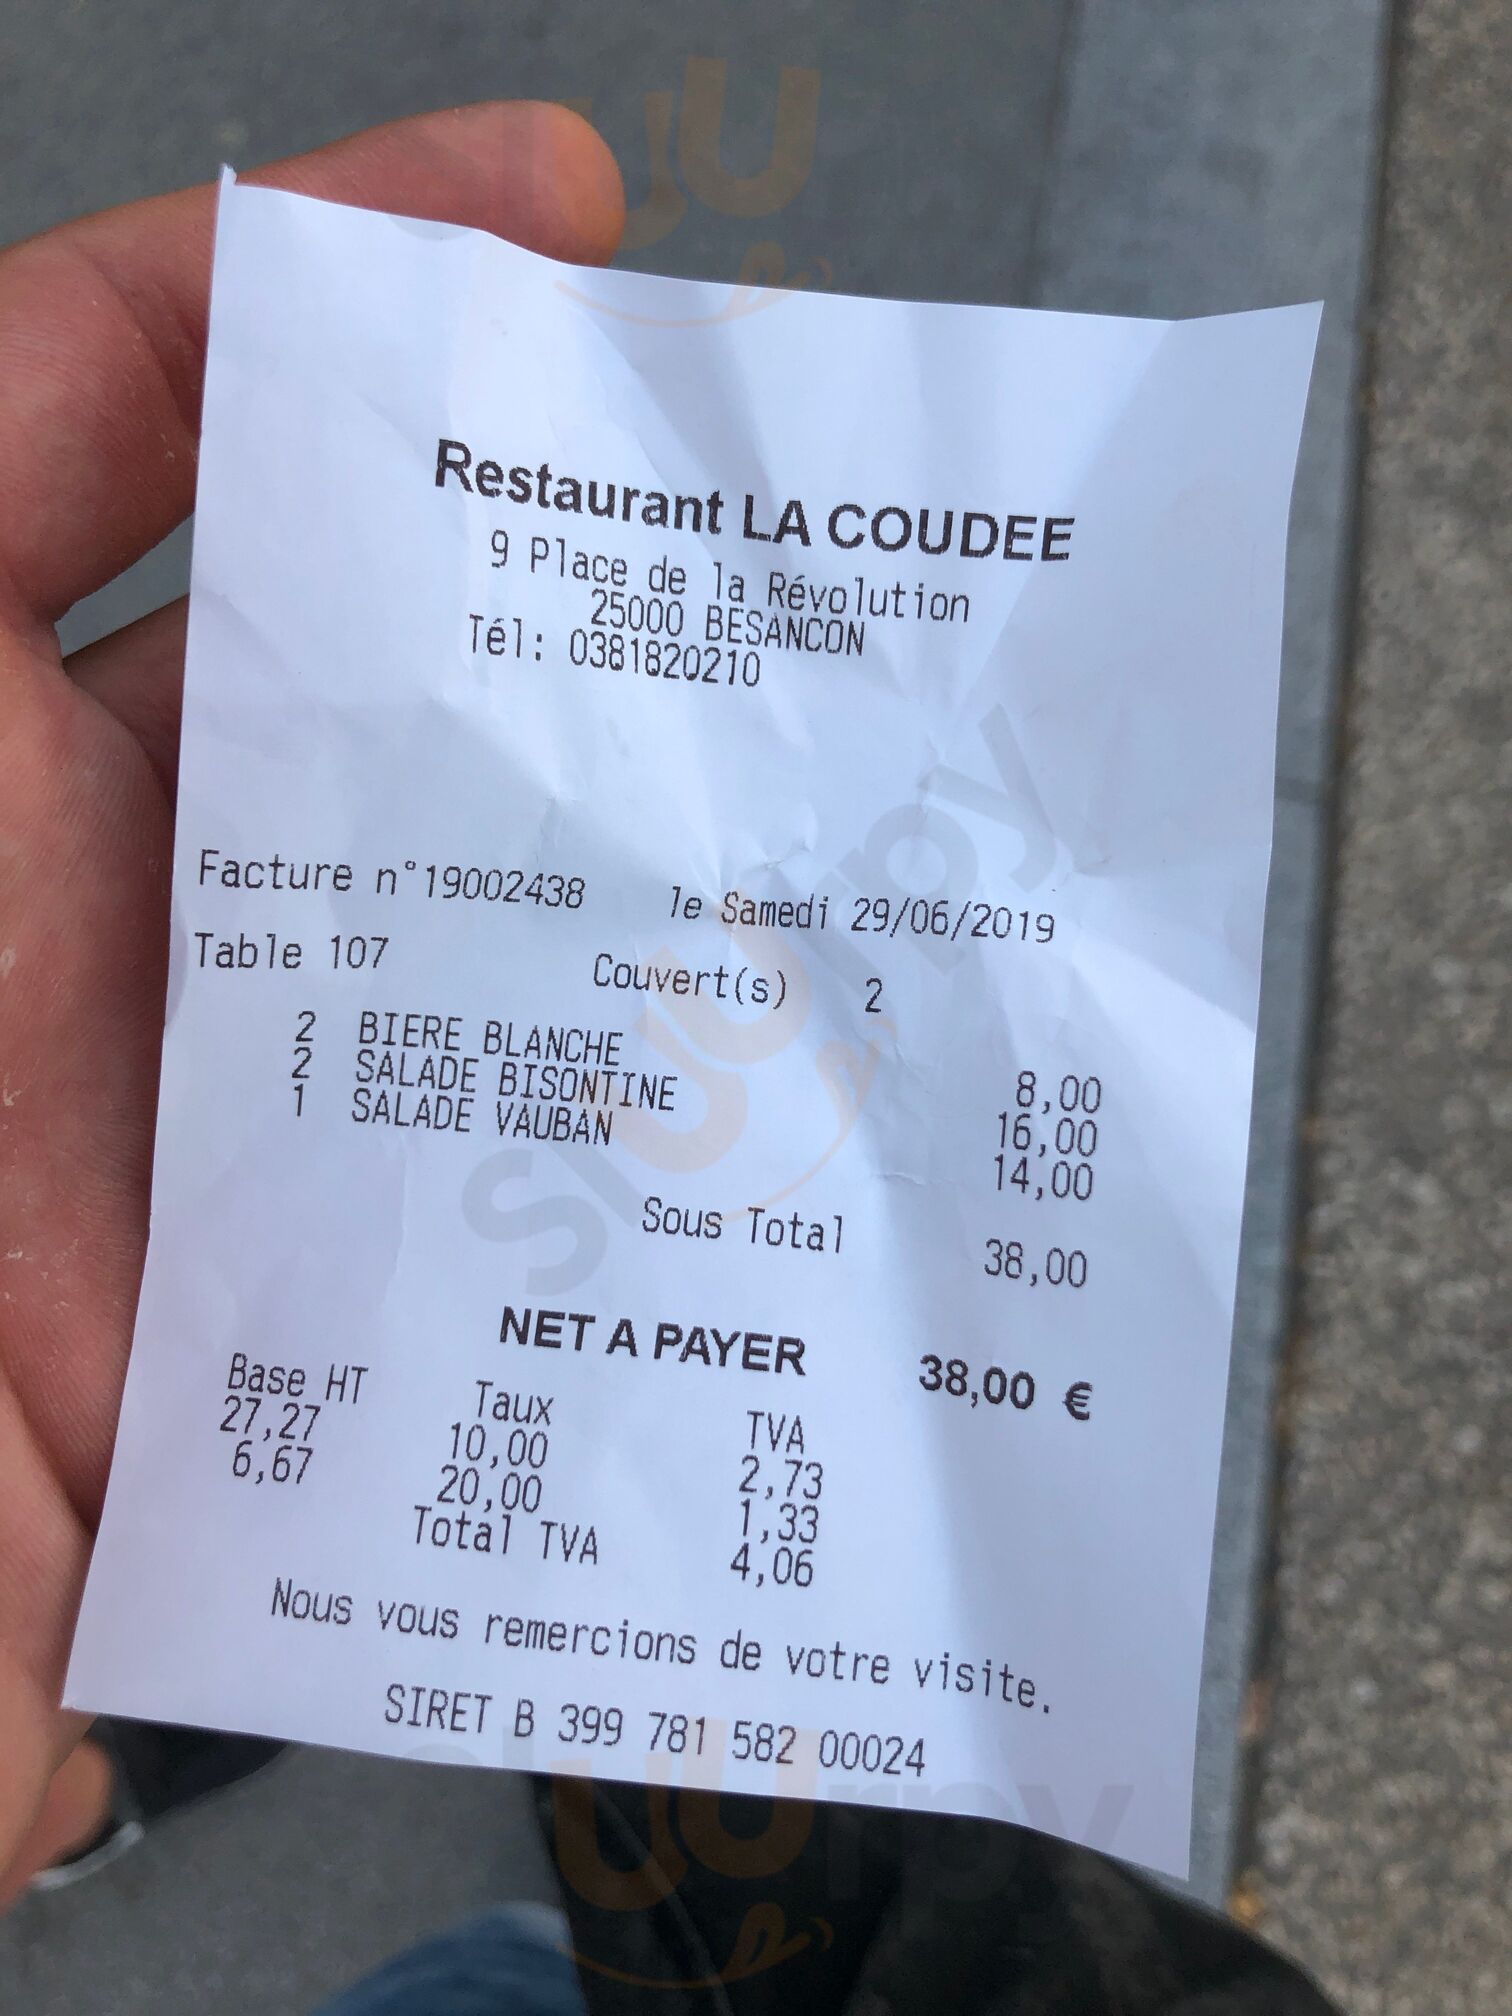 Restaurant LA COUDEE
9 Place de la Révolution
25000 BESANCON
Tél: 0381820210
Facture n°19002438 le Samedi 29/06/2019
Table 107 Couvert(s) 2
2 BIERE BLANCHE 8,00
2 SALADE BISONTINE 16,00
1 SALADE VAUBAN 14,00
Sous Total 38,00
NET A PAYER 38,00 €
Base HT Taux TVA
27,27 10,00 2,73
6,67 20,00 1,33
Total TVA 4,06
Nous vous remercions de votre visite.
SIRET B 399 781 582 00024
sluurpy
sluurpy